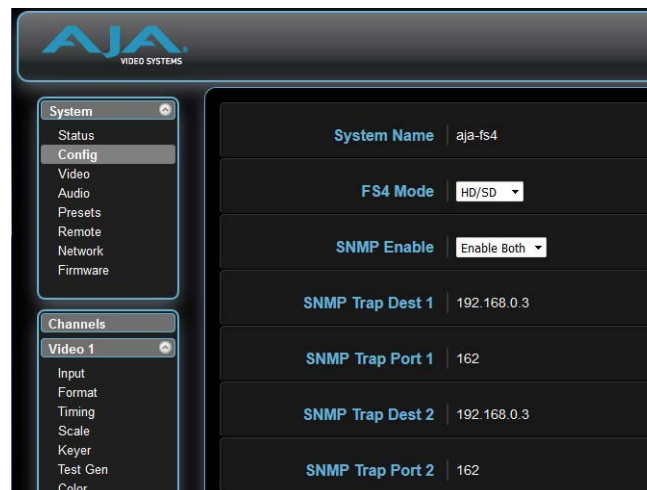 AJA
VIDEO SYSTEMS
System
Status
Config
Video
Audio
Presets
Remote
Network
Firmware
Channels
Video 1
Input
Format
Timing
Scale
Keyer
Test Gen
Color
System Name aja-fs4
FS4 Mode HD/SD
SNMP Enable Enable Both
SNMP Trap Dest 1 192.168.0.3
SNMP Trap Port 1 162
SNMP Trap Dest 2 192.168.0.3
SNMP Trap Port 2 162